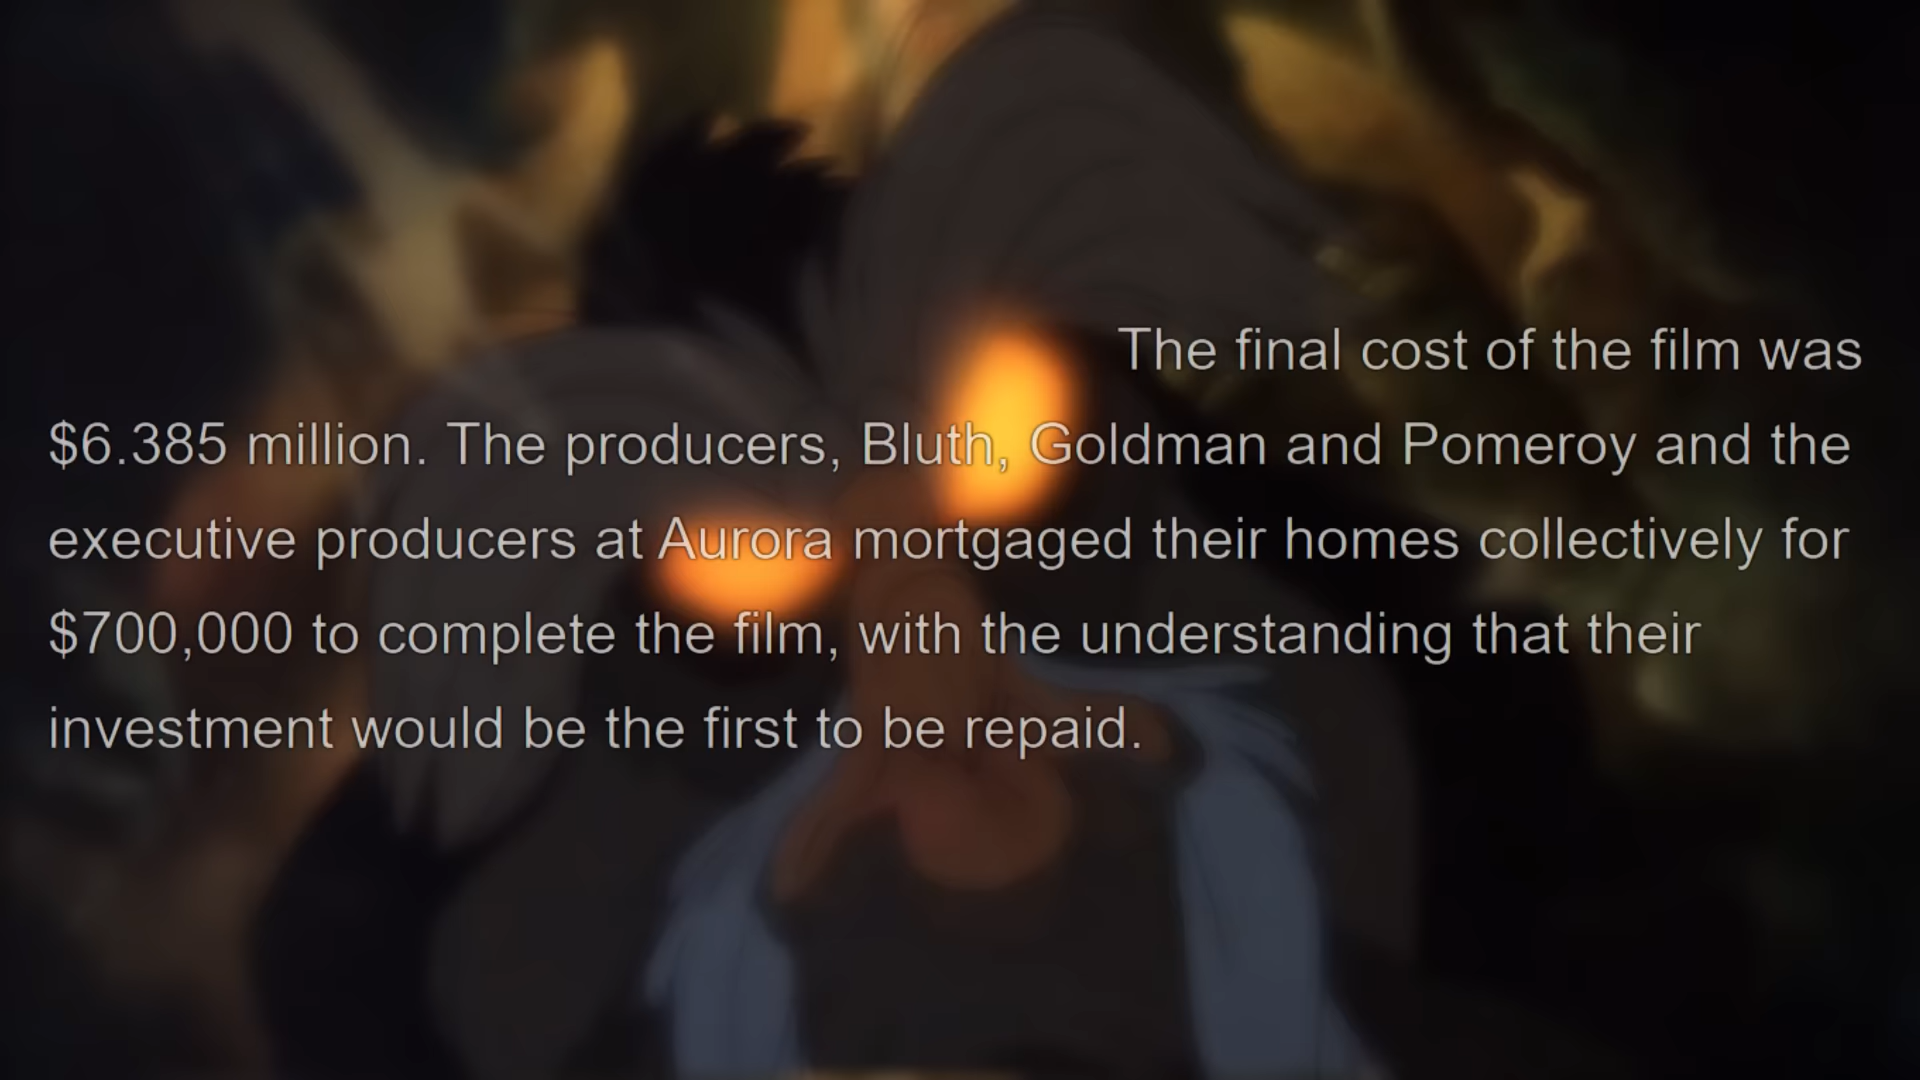 The final cost of the film was
$6.385 million. The producers, Bluth, Goldman and Pomeroy and the
executive producers at Aurora mortgaged their homes collectively for
$700,000 to complete the film, with the understanding that their
investment would be the first to be repaid.